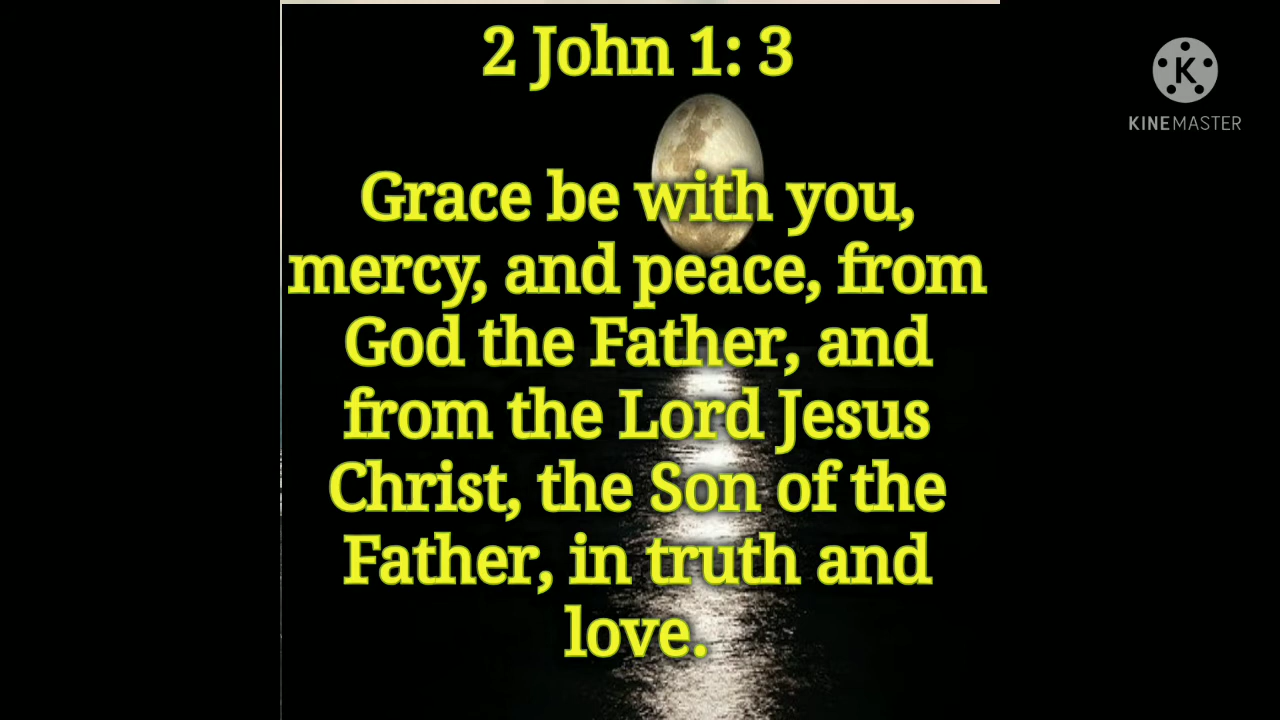 2 John 1: 3
K
KINEMASTER
Grace be with you,
mercy, and peace, from
God the Father, and
from the Lord Jesus
Christ, the Son of the
Father, in truth and
love.